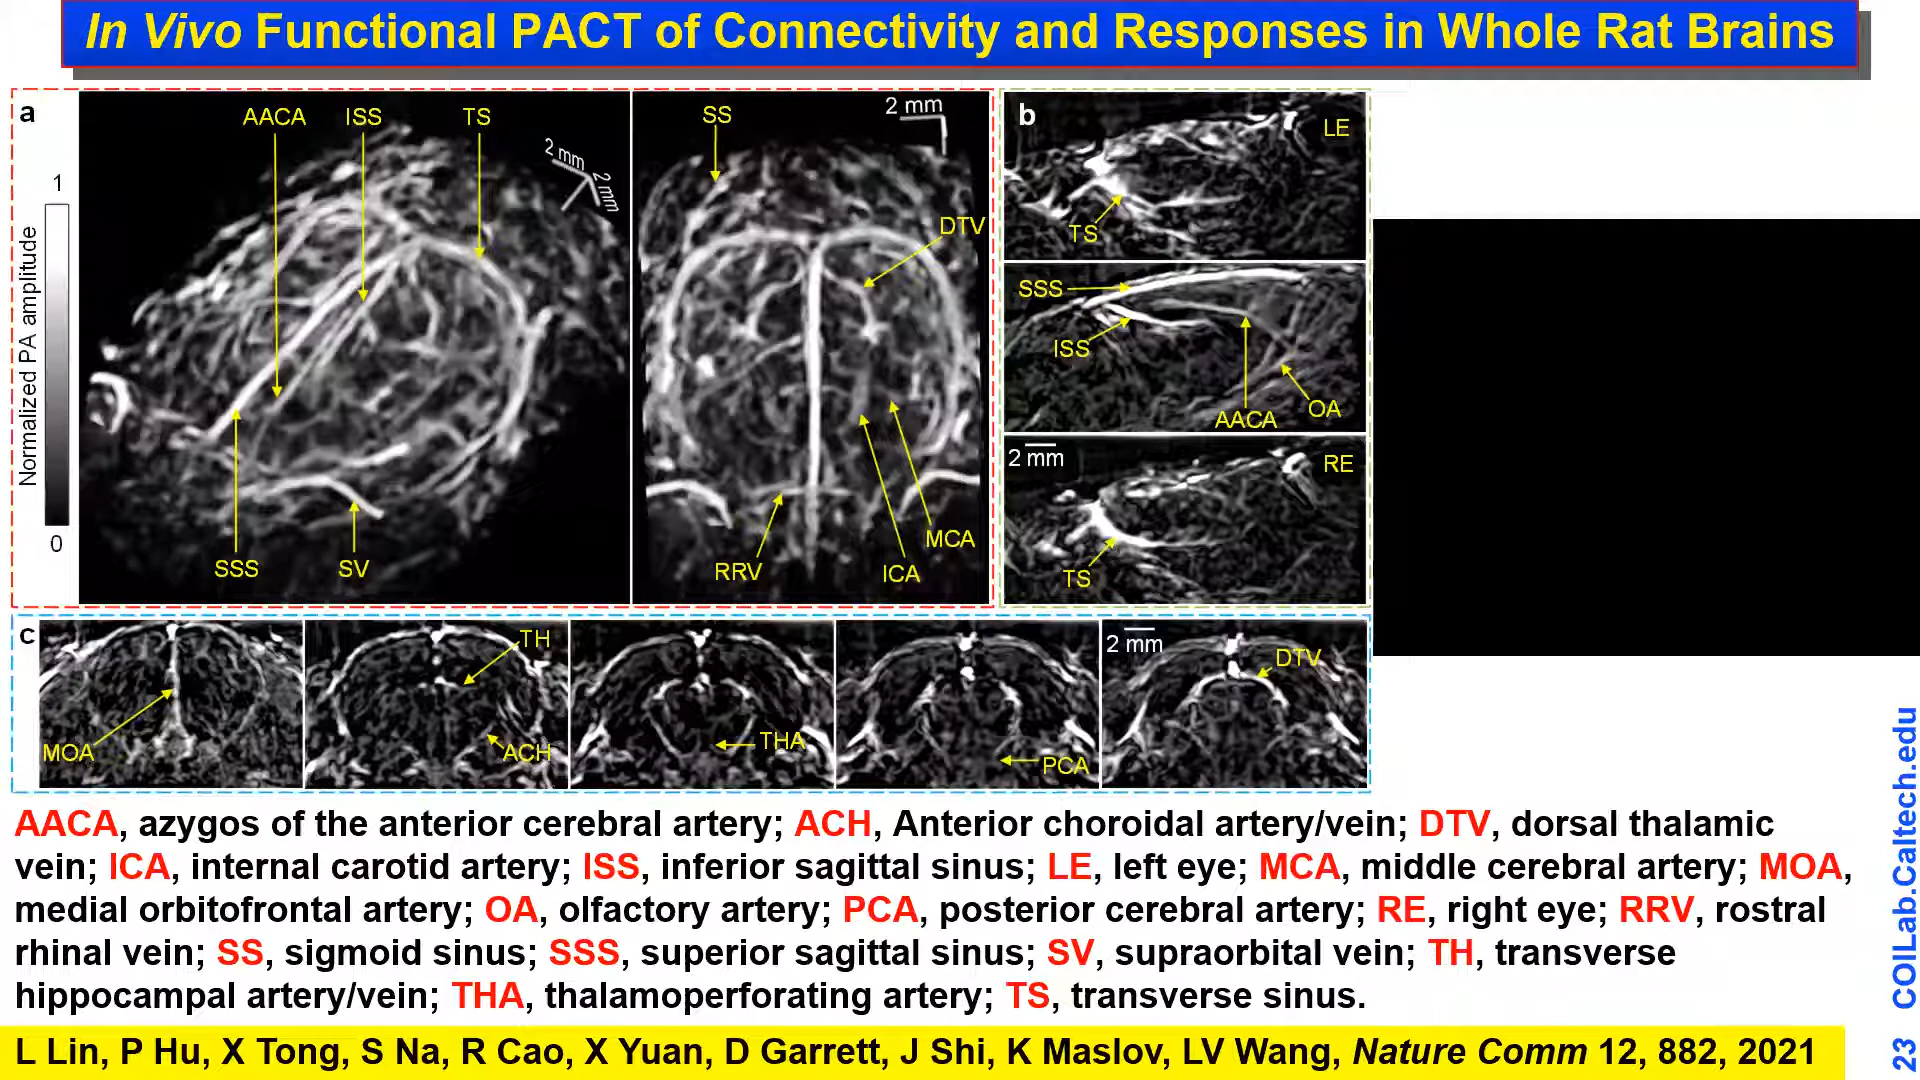 In Vivo Functional PACT of Connectivity and Responses in Whole Rat Brains
a
Normalized PA amplitude
1
0
AACA
ISS
TS
2 mm
2 mm
SSS
SV
SS
2 mm
DTV
MCA
ICA
RRV
b
LE
TS
SSS
ISS
AACA
OA
2 mm
RE
TS
c
MOA
TH
ACH
THA
PCA
2 mm
DTV
AACA, azygos of the anterior cerebral artery; ACH, Anterior choroidal artery/vein; DTV, dorsal thalamic
vein; ICA, internal carotid artery; ISS, inferior sagittal sinus; LE, left eye; MCA, middle cerebral artery; MOA,
medial orbitofrontal artery; OA, olfactory artery; PCA, posterior cerebral artery; RE, right eye; RRV, rostral
rhinal vein; SS, sigmoid sinus; SSS, superior sagittal sinus; SV, supraorbital vein; TH, transverse
hippocampal artery/vein; THA, thalamoperforating artery; TS, transverse sinus.
L Lin, P Hu, X Tong, S Na, R Cao, X Yuan, D Garrett, J Shi, K Maslov, LV Wang, Nature Comm 12, 882, 2021
23 COILab.Caltech.edu